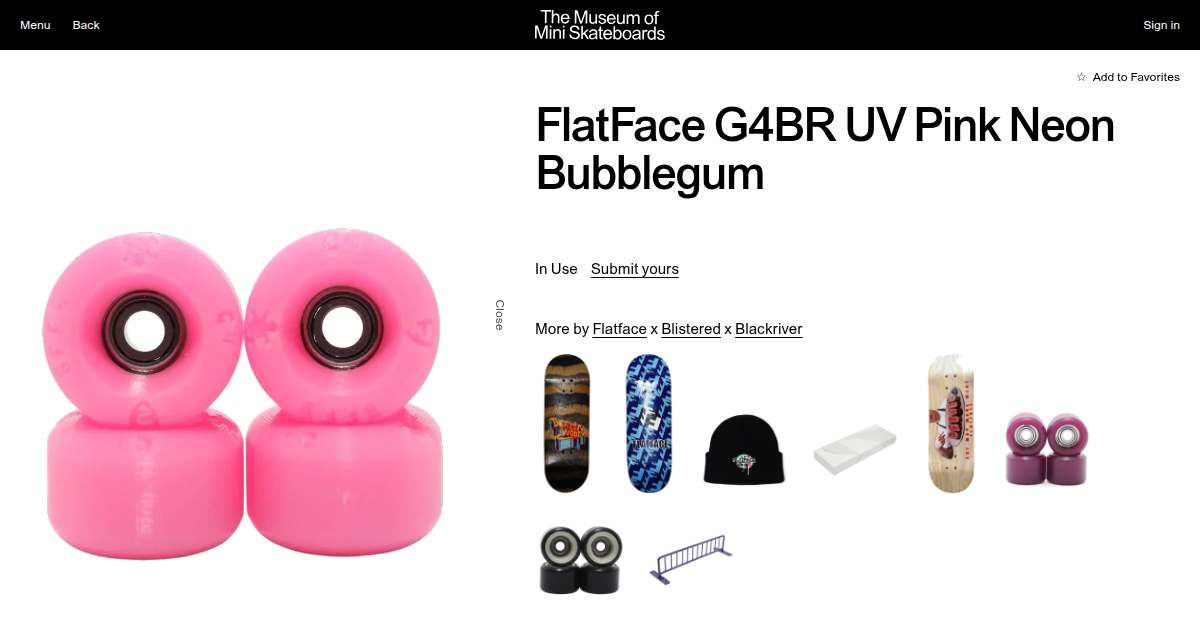 Menu
Back
The Museum of
Mini Skateboards
Sign in
☆ Add to Favorites
FlatFace G4BR UV Pink Neon
Bubblegum
In Use Submit yours
Close
More by Flatface x Blistered x Blackriver